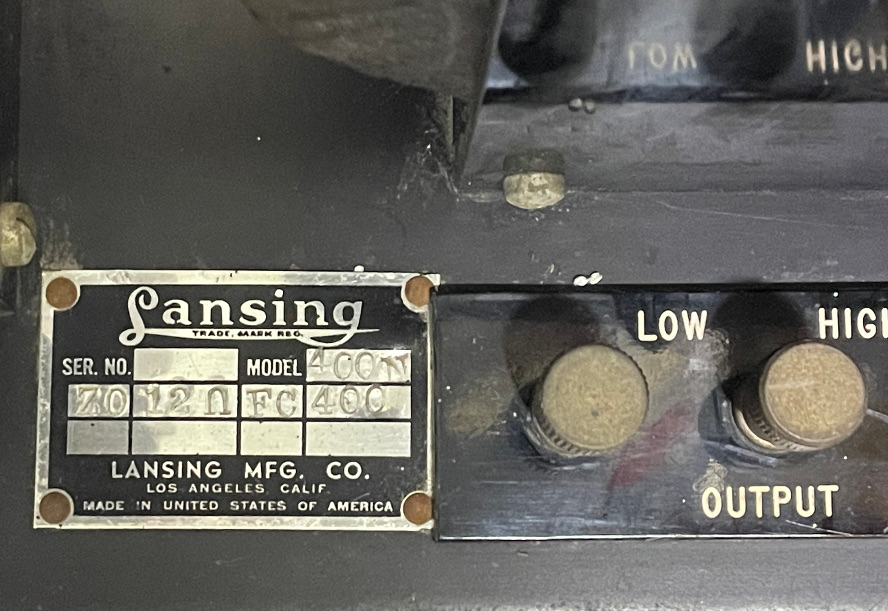 LOW HIGH
Lansing
TRADE MARK REG.
SER. NO. MODEL 400N
ZO 12Ω FC 400
LANSING MFG. CO.
LOS ANGELES, CALIF.
MADE IN UNITED STATES OF AMERICA
LOW HIGH
OUTPUT